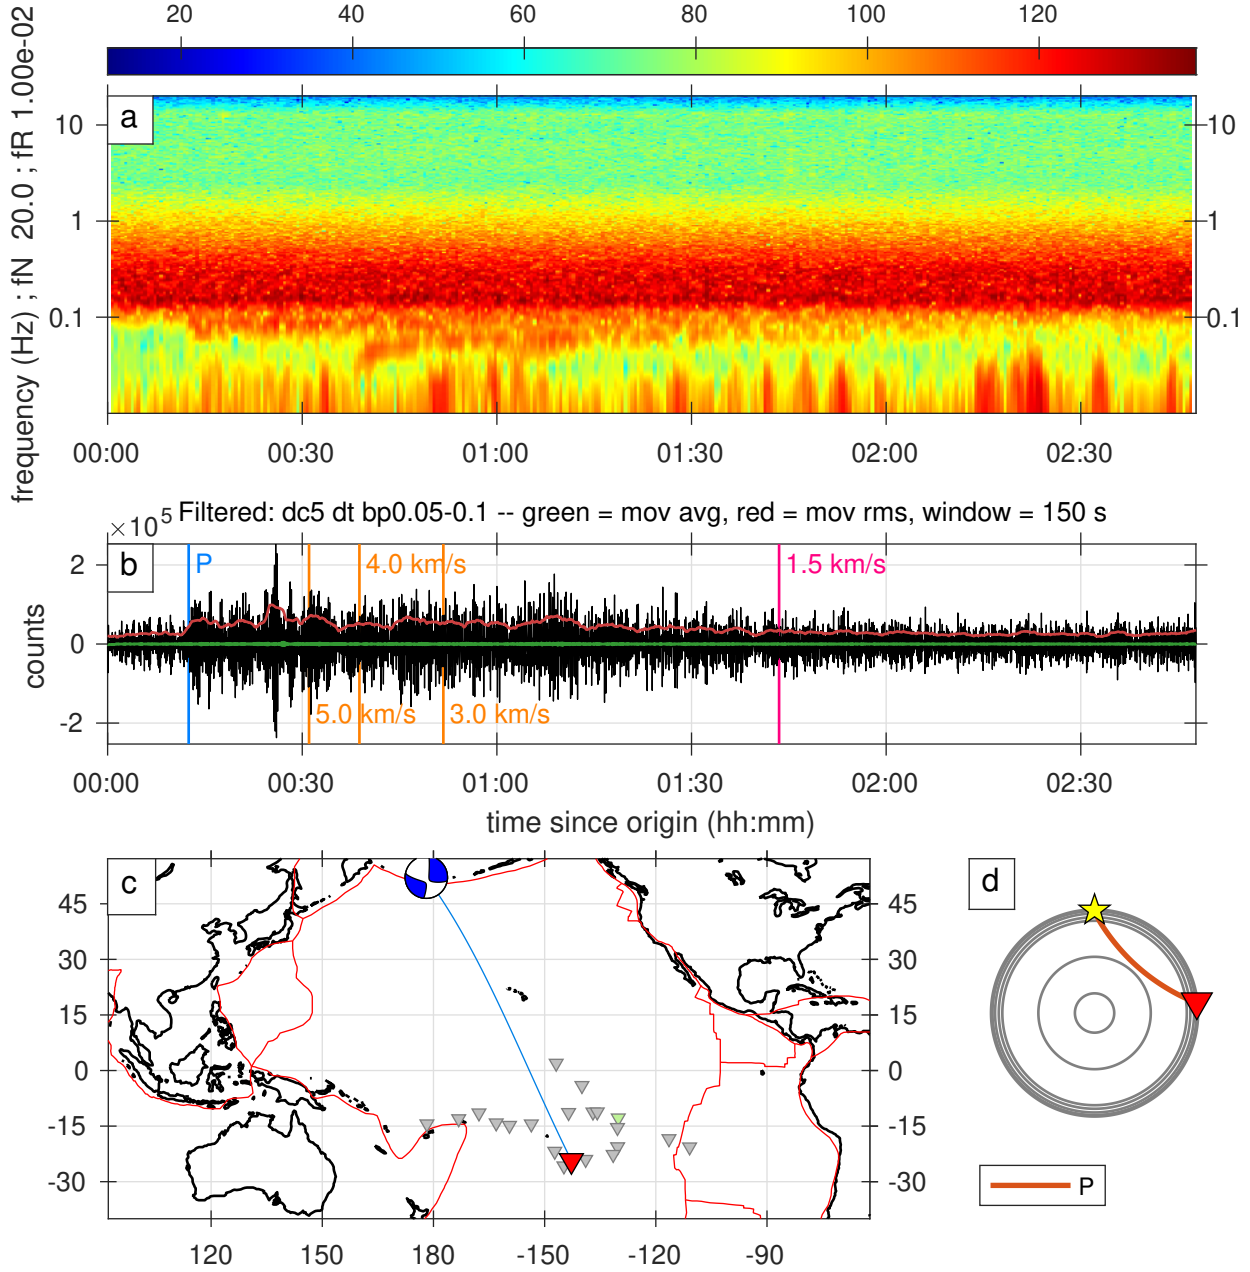 20 40 60 80 100 120
frequency (Hz) ; fN 20.0 ; fR 1.00e-02
a
10 10
1 1
0.1 0.1
00:00 00:30 01:00 01:30 02:00 02:30
×10^5 Filtered: dc5 dt bp0.05-0.1 -- green = mov avg, red = mov rms, window = 150 s
b
counts
2
0
-2
P
4.0 km/s
1.5 km/s
5.0 km/s
3.0 km/s
00:00 00:30 01:00 01:30 02:00 02:30
time since origin (hh:mm)
c
45 45
30 30
15 15
0 0
-15 -15
-30 -30
120 150 180 -150 -120 -90
d
P